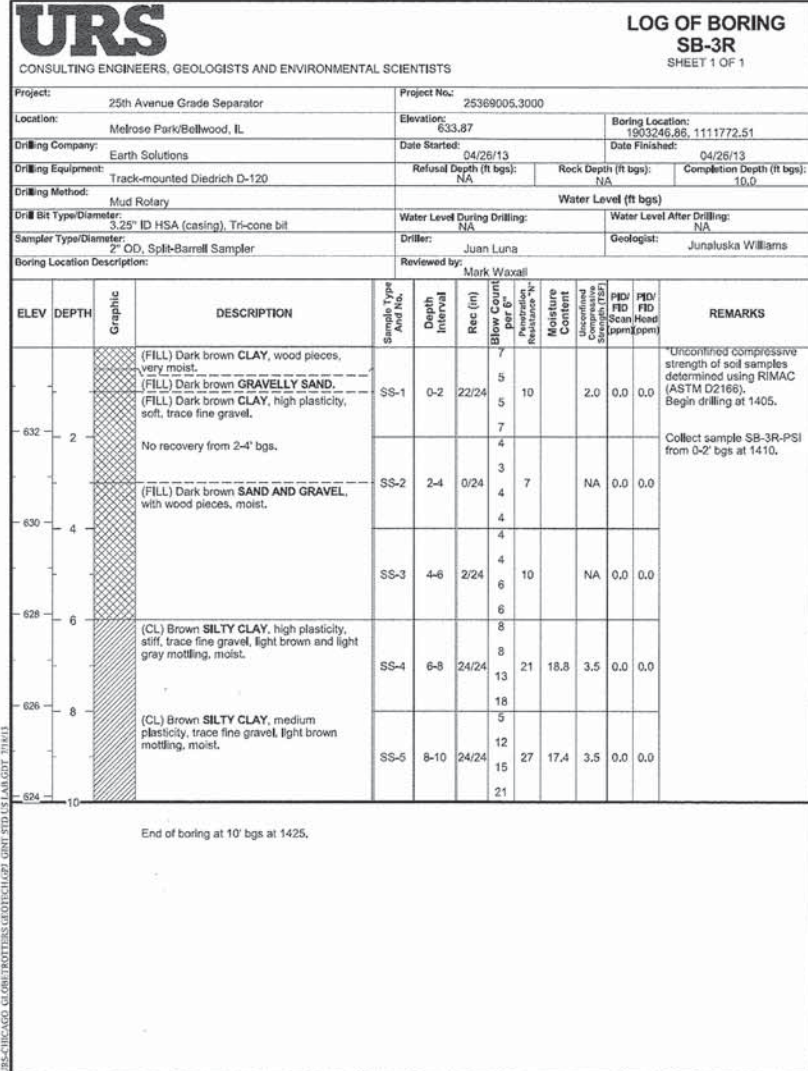 URS
CONSULTING ENGINEERS, GEOLOGISTS AND ENVIRONMENTAL SCIENTISTS
LOG OF BORING
SB-3R
SHEET 1 OF 1
Project: 25th Avenue Grade Separator
Project No.: 25369005.3000
Location: Melrose Park/Bellwood, IL
Elevation: 633.87
Boring Location: 1903246.86, 1111772.51
Drilling Company: Earth Solutions
Date Started: 04/26/13
Date Finished: 04/26/13
Drilling Equipment: Track-mounted Diedrich D-120
Refusal Depth (ft bgs): NA
Rock Depth (ft bgs): NA
Completion Depth (ft bgs): 10.0
Drilling Method: Mud Rotary
Water Level (ft bgs)
Drill Bit Type/Diameter: 3.25" ID HSA (casing), Tri-cone bit
Water Level During Drilling: NA
Water Level After Drilling: NA
Sampler Type/Diameter: 2" OD, Split-Barrell Sampler
Driller: Juan Luna
Geologist: Junaluska Williams
Boring Location Description:
Reviewed by: Mark Waxall
ELEV DEPTH Graphic DESCRIPTION Sample Type And No. Depth Interval Rec (in) Blow Count per 6" Penetration Resistance "N" Moisture Content Unconfined Compressive Strength (TSF) PID/ FID Scan (ppm) PID/ FID Head (ppm) REMARKS
(FILL) Dark brown CLAY, wood pieces,
very moist.
(FILL) Dark brown GRAVELLY SAND.
(FILL) Dark brown CLAY, high plasticity,
soft, trace fine gravel.
SS-1 0-2 22/24 7 5 5 7 10 2.0 0.0 0.0
"Unconfined compressive
strength of soil samples
determined using RIMAC
(ASTM D2166).
Begin drilling at 1405.
632 2
No recovery from 2-4' bgs.
Collect sample SB-3R-PSI
from 0-2' bgs at 1410.
SS-2 2-4 0/24 4 3 4 4 7 NA 0.0 0.0
(FILL) Dark brown SAND AND GRAVEL,
with wood pieces, moist.
630 4
SS-3 4-6 2/24 4 4 6 6 10 NA 0.0 0.0
628 6
(CL) Brown SILTY CLAY, high plasticity,
stiff, trace fine gravel, light brown and light
gray mottling, moist.
SS-4 6-8 24/24 8 8 13 18 21 18.8 3.5 0.0 0.0
626 8
(CL) Brown SILTY CLAY, medium
plasticity, trace fine gravel, light brown
mottling, moist.
SS-5 8-10 24/24 5 12 15 21 27 17.4 3.5 0.0 0.0
624 10
End of boring at 10' bgs at 1425.
URS-CHICAGO GLOBETROTTERS GEOTECH.GPJ GINT STD US LAB.GDT 7/18/13